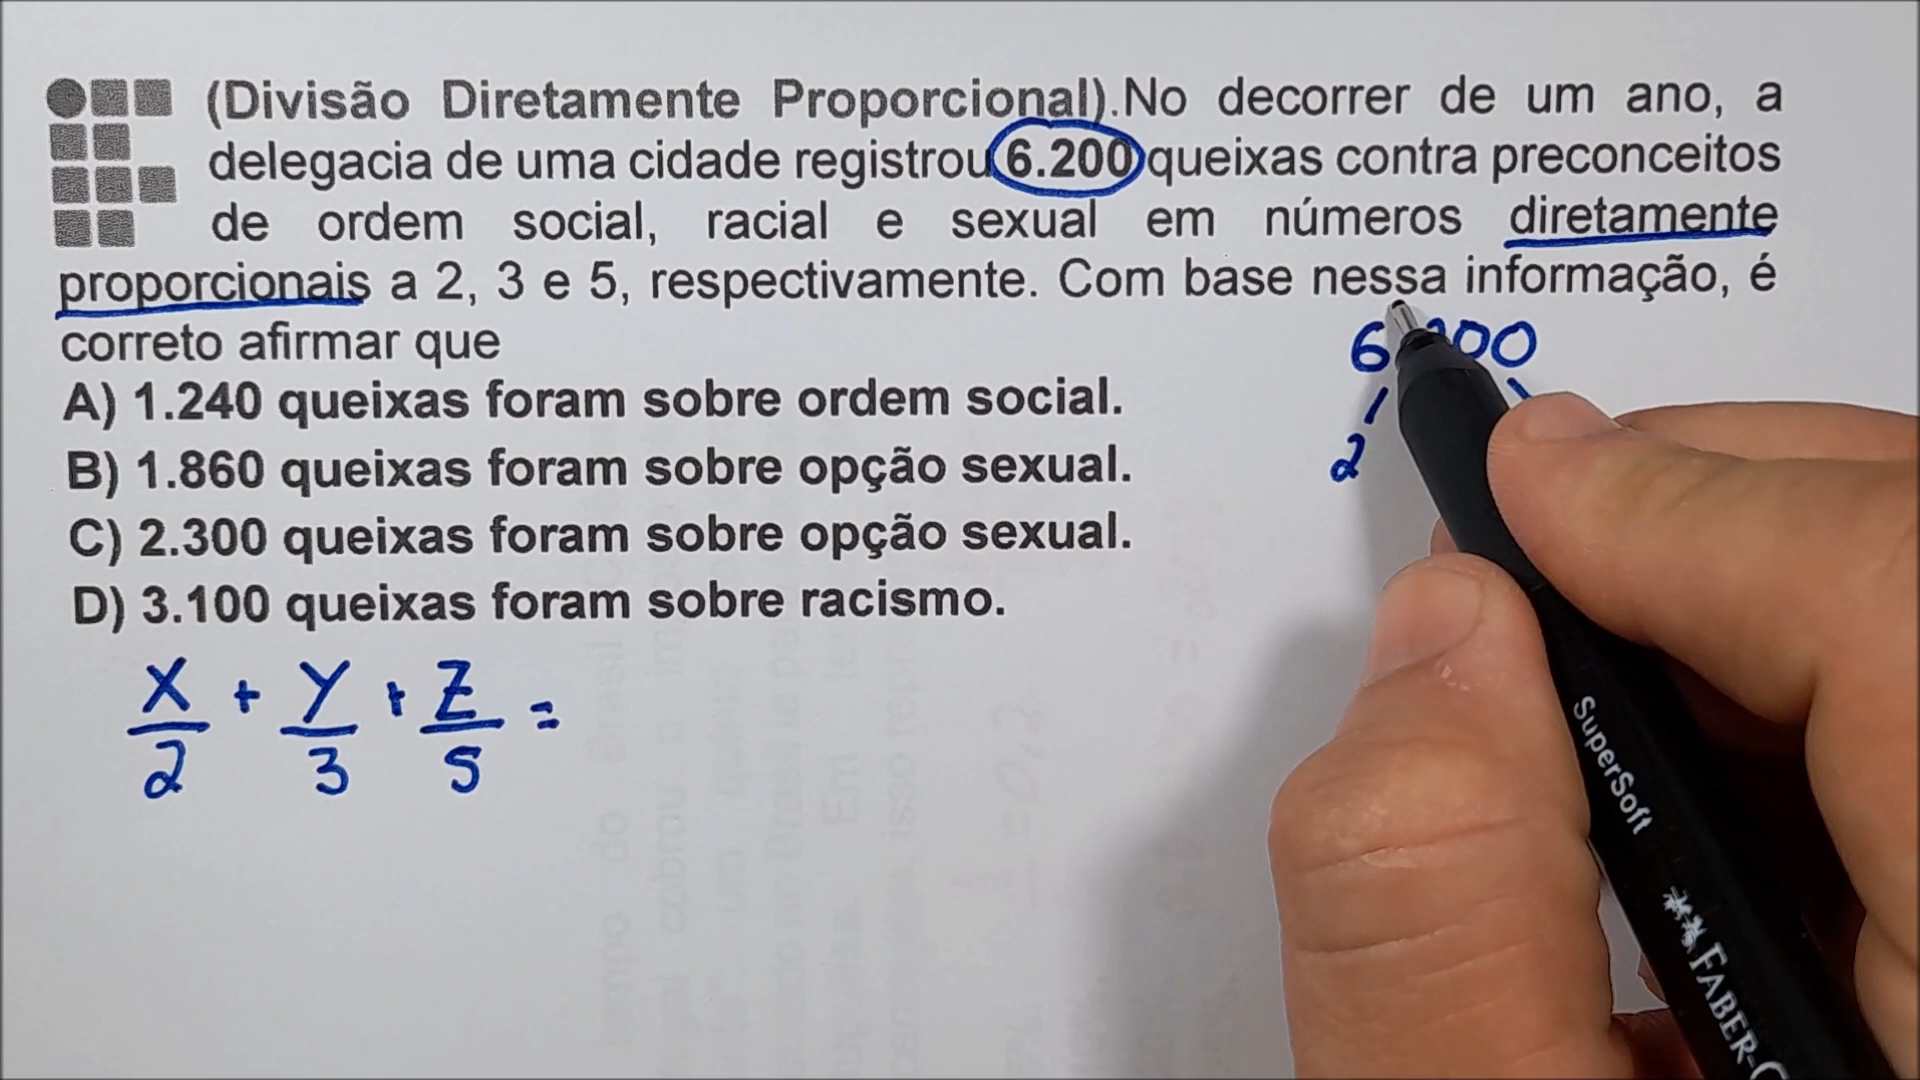 (Divisão Diretamente Proporcional).No decorrer de um ano, a
delegacia de uma cidade registrou 6.200 queixas contra preconceitos
de ordem social, racial e sexual em números diretamente
proporcionais a 2, 3 e 5, respectivamente. Com base nessa informação, é
correto afirmar que
A) 1.240 queixas foram sobre ordem social.
B) 1.860 queixas foram sobre opção sexual.
C) 2.300 queixas foram sobre opção sexual.
D) 3.100 queixas foram sobre racismo.
2
X/2 + Y/3 + Z/5 =
SuperSoft